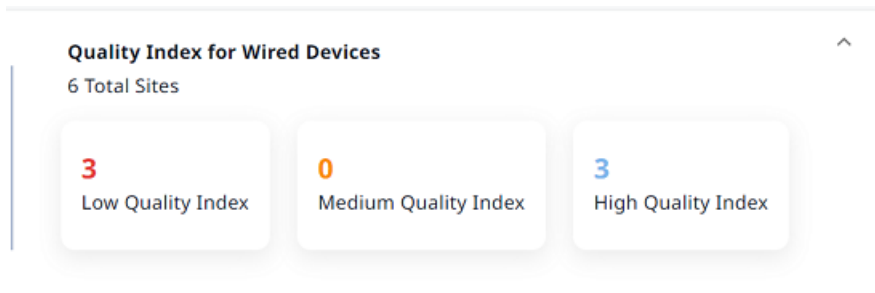 Quality Index for Wired Devices
6 Total Sites
3
Low Quality Index
0
Medium Quality Index
3
High Quality Index